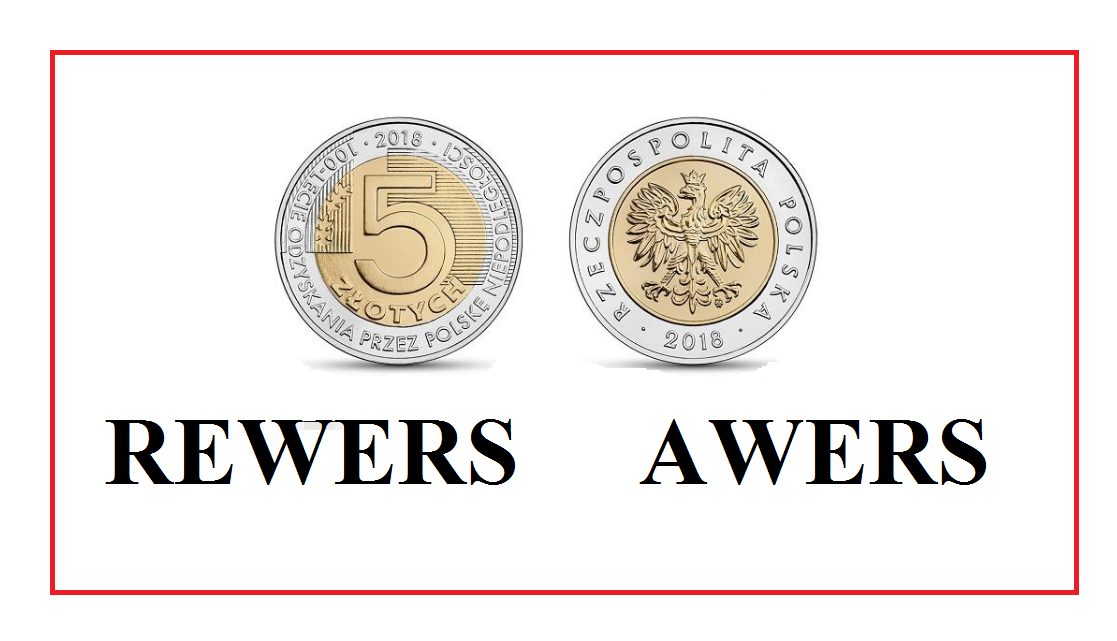 100-LECIE ODZYSKANIA PRZEZ POLSKĘ NIEPODLEGŁOŚCI · 2018 ·
5
ZŁOTYCH
RZECZPOSPOLITA POLSKA
· 2018 ·
REWERS AWERS